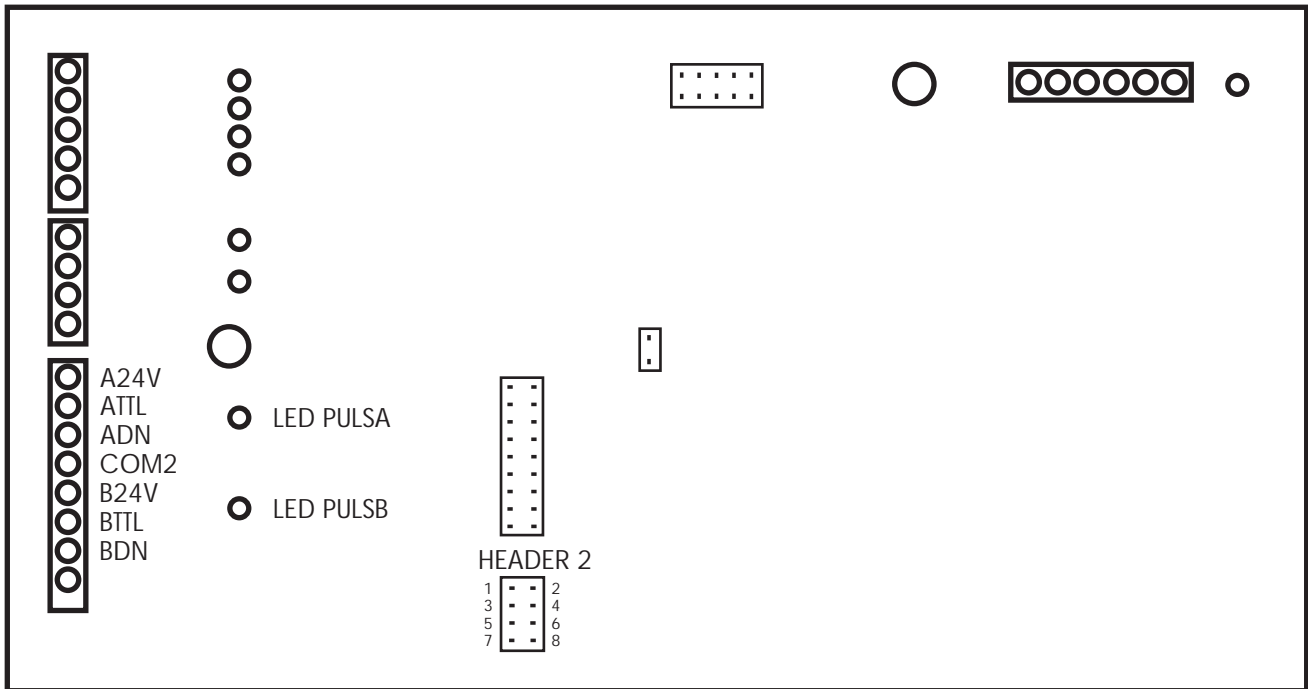 A24V
ATTL
ADN
COM2
B24V
BTTL
BDN
LED PULSA
LED PULSB
HEADER 2
1 2
3 4
5 6
7 8